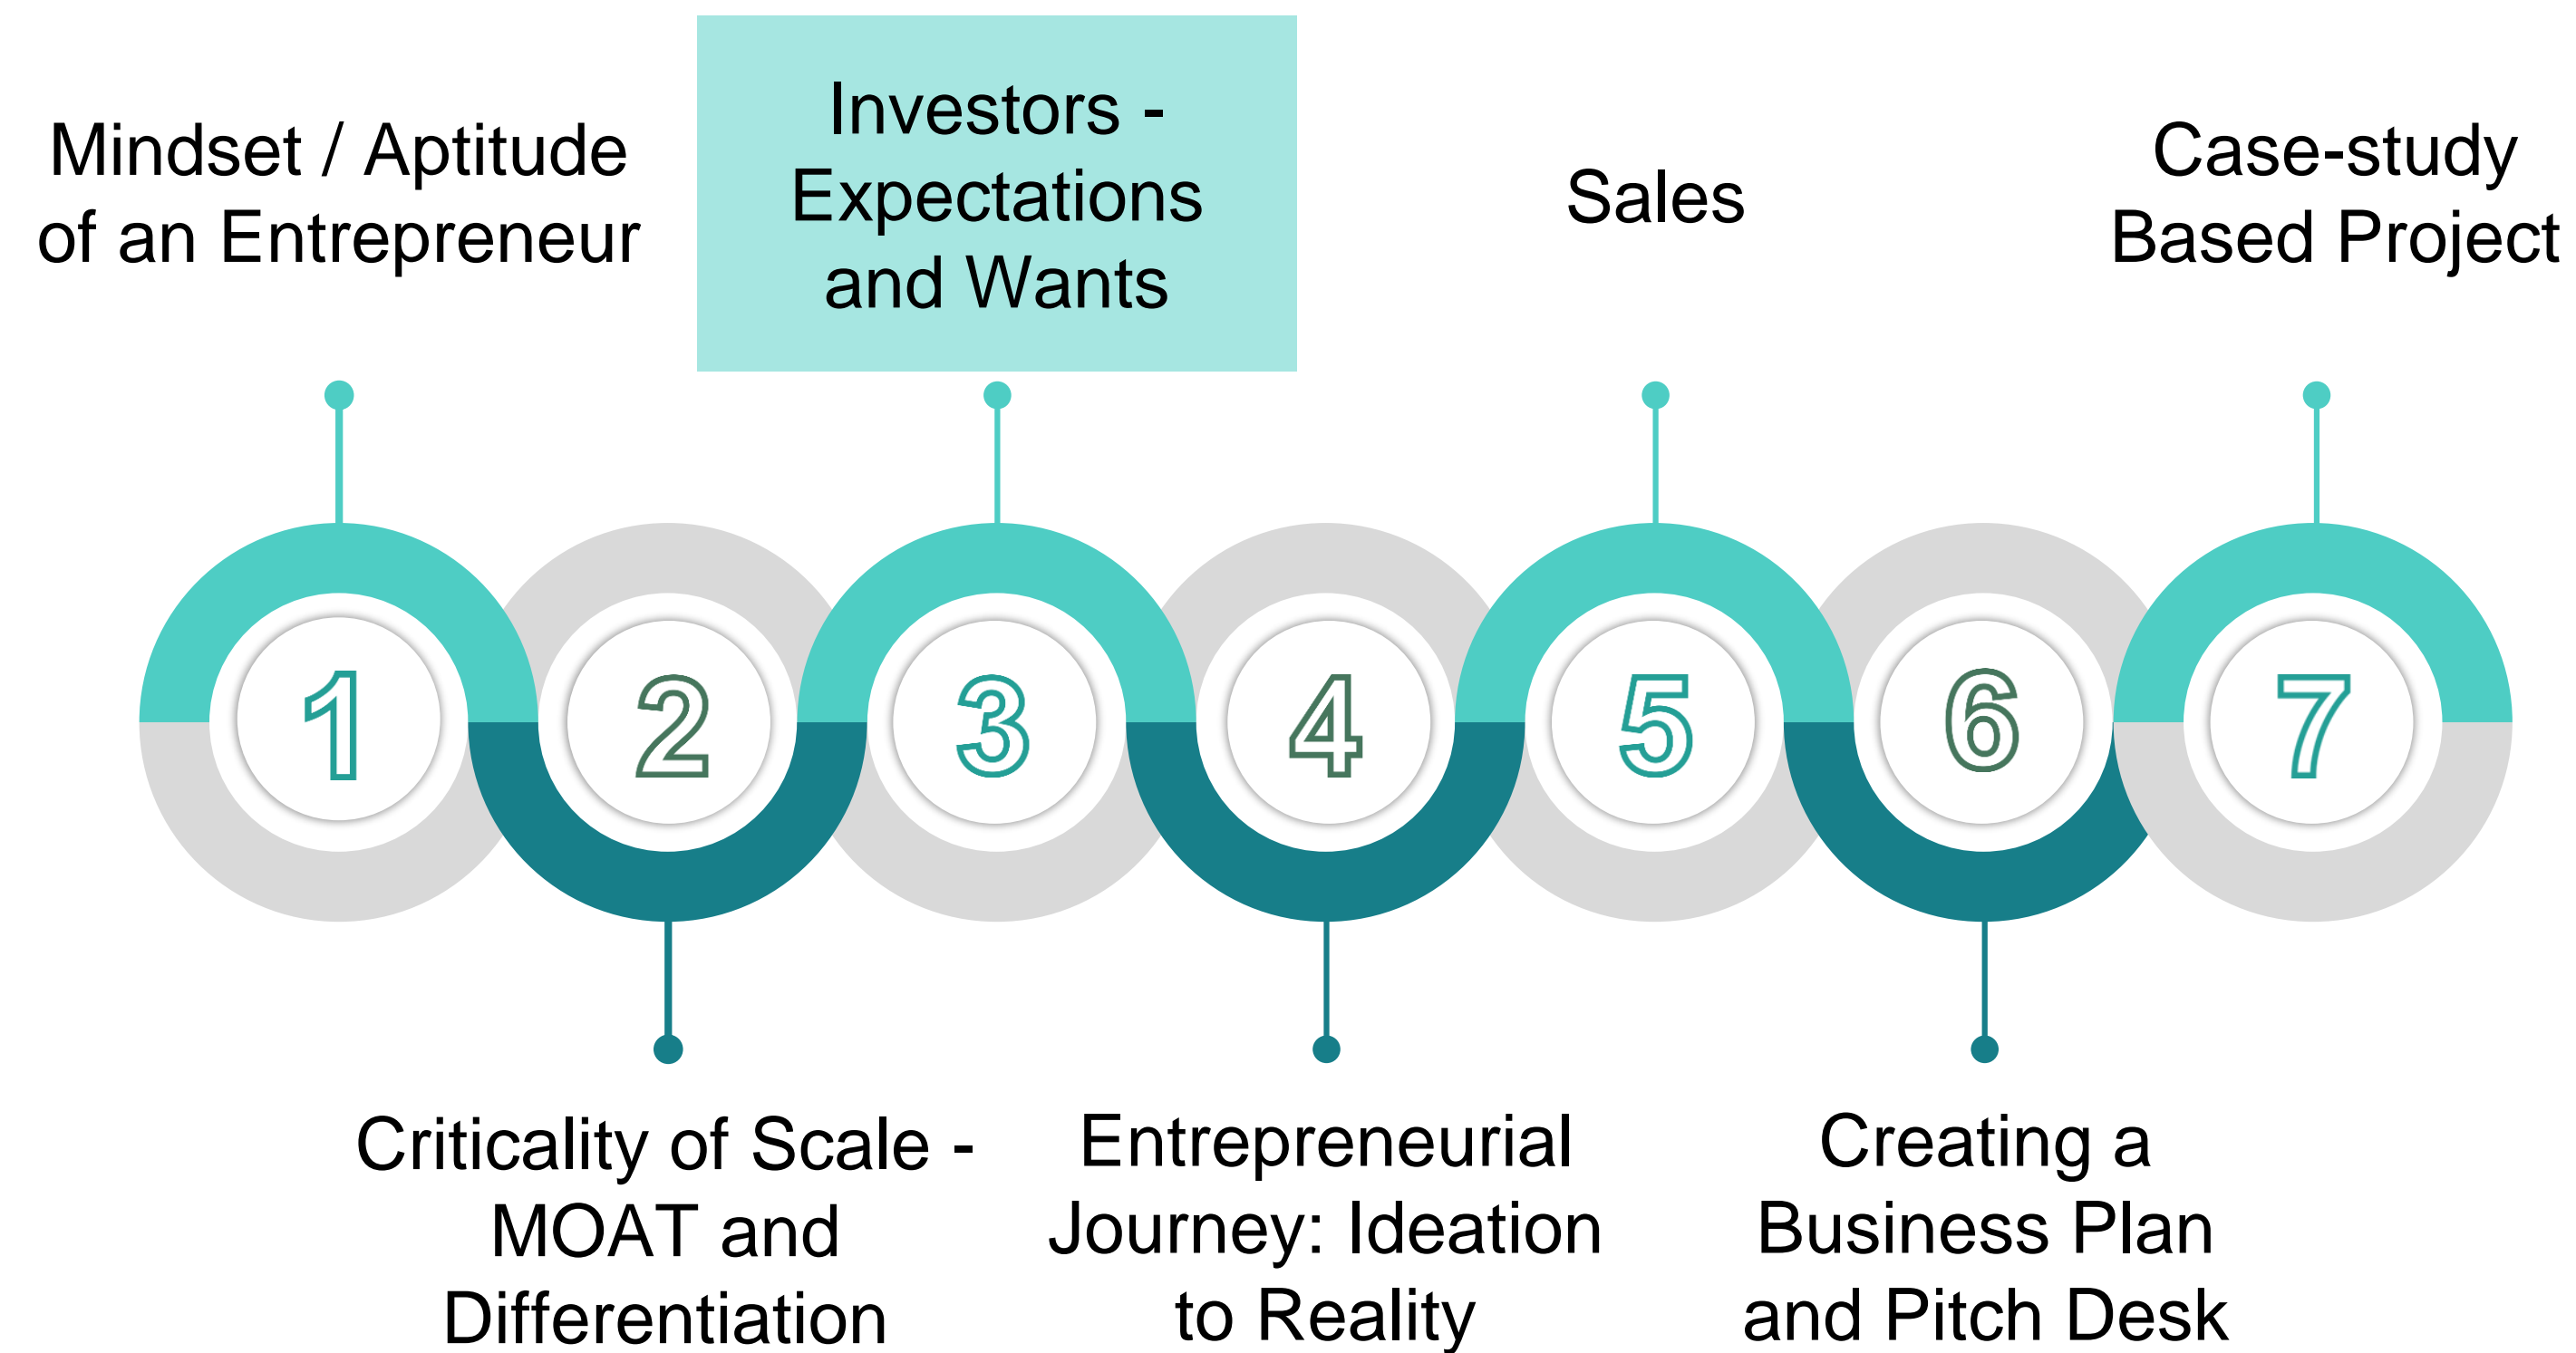 Mindset / Aptitude
of an Entrepreneur
Investors -
Expectations
and Wants
Sales
Case-study
Based Project
1
2
3
4
5
6
7
Criticality of Scale -
MOAT and
Differentiation
Entrepreneurial
Journey: Ideation
to Reality
Creating a
Business Plan
and Pitch Desk